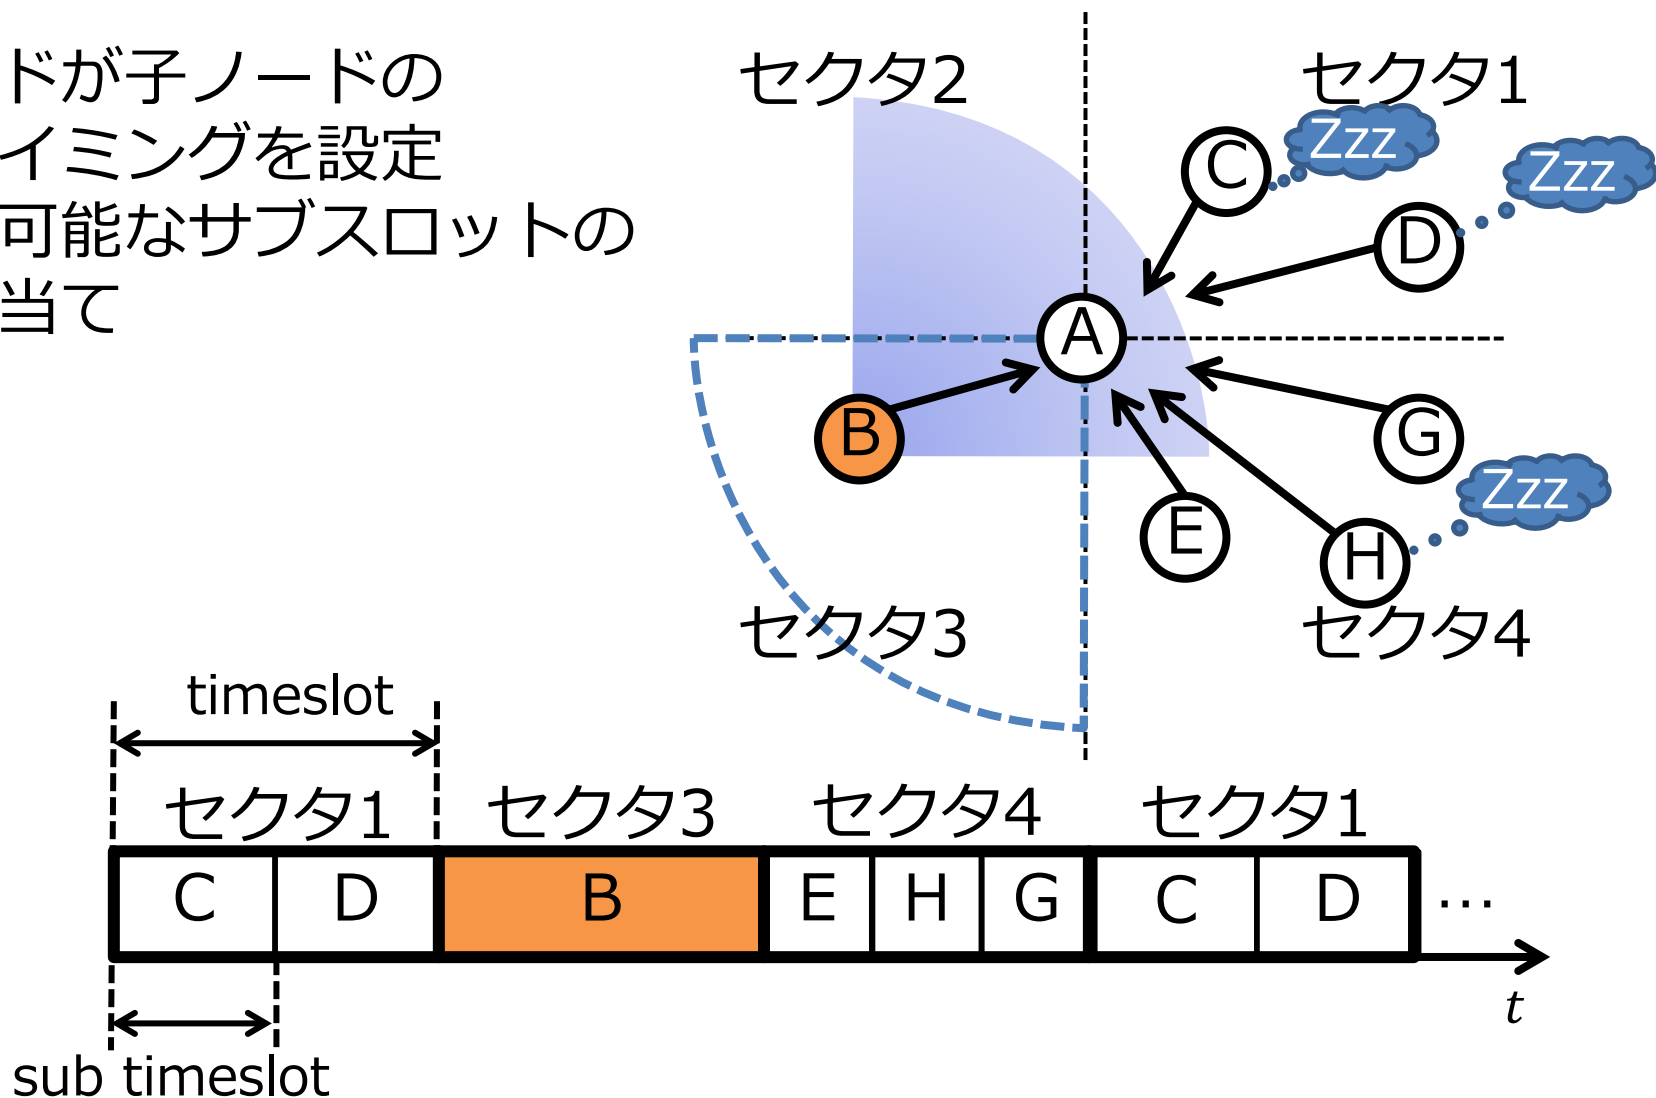 ドが子ノードの
イミングを設定
可能なサブスロットの
当て
セクタ2
セクタ1
Zzz
Zzz
C
D
A
B
G
Zzz
E
H
セクタ3
セクタ4
timeslot
セクタ1 セクタ3 セクタ4 セクタ1
C D B E H G C D …
t
sub timeslot